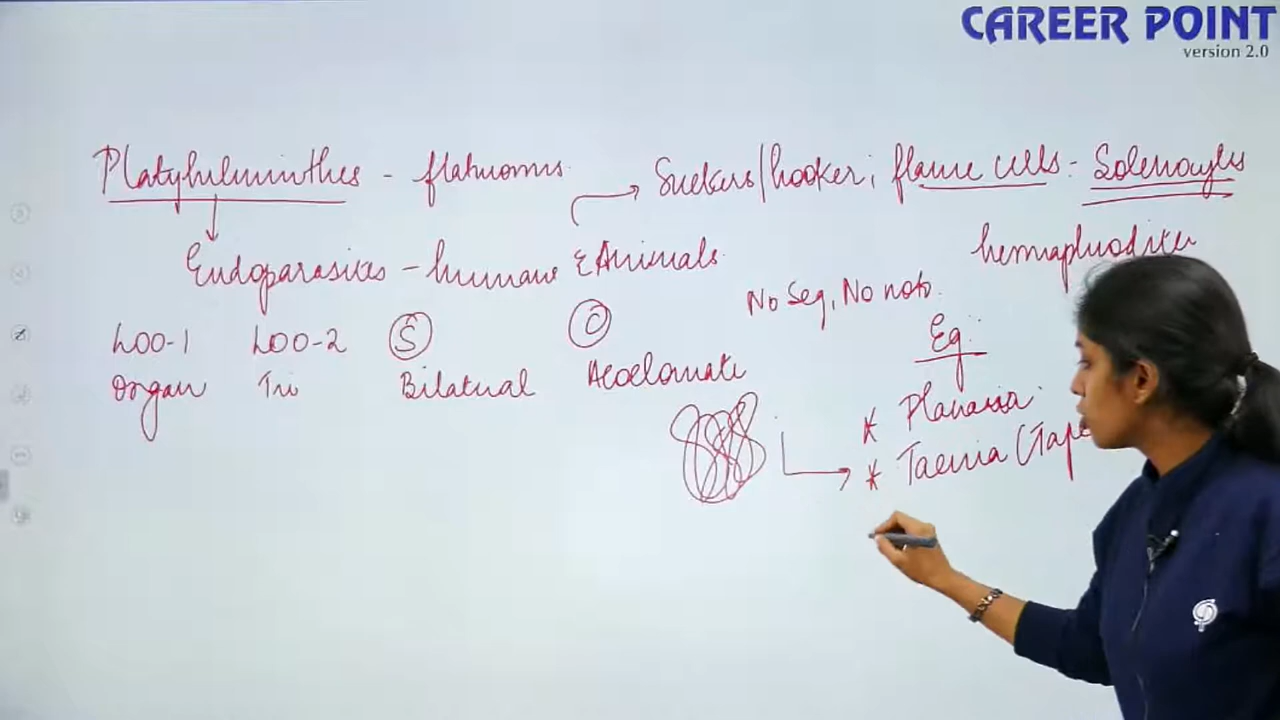 CAREER POINT
version 2.0
Platyhelminthes - flatworms
Suckers/hooker; flame cells - Solenocytes
Endoparasites - humans & Animals
hermaphrodite
No Seg, No noto.
LOO-1 LOO-2 S C
Organ Bilateral Acoelomate
Eg:
* Planaria
* Taenia (Tape